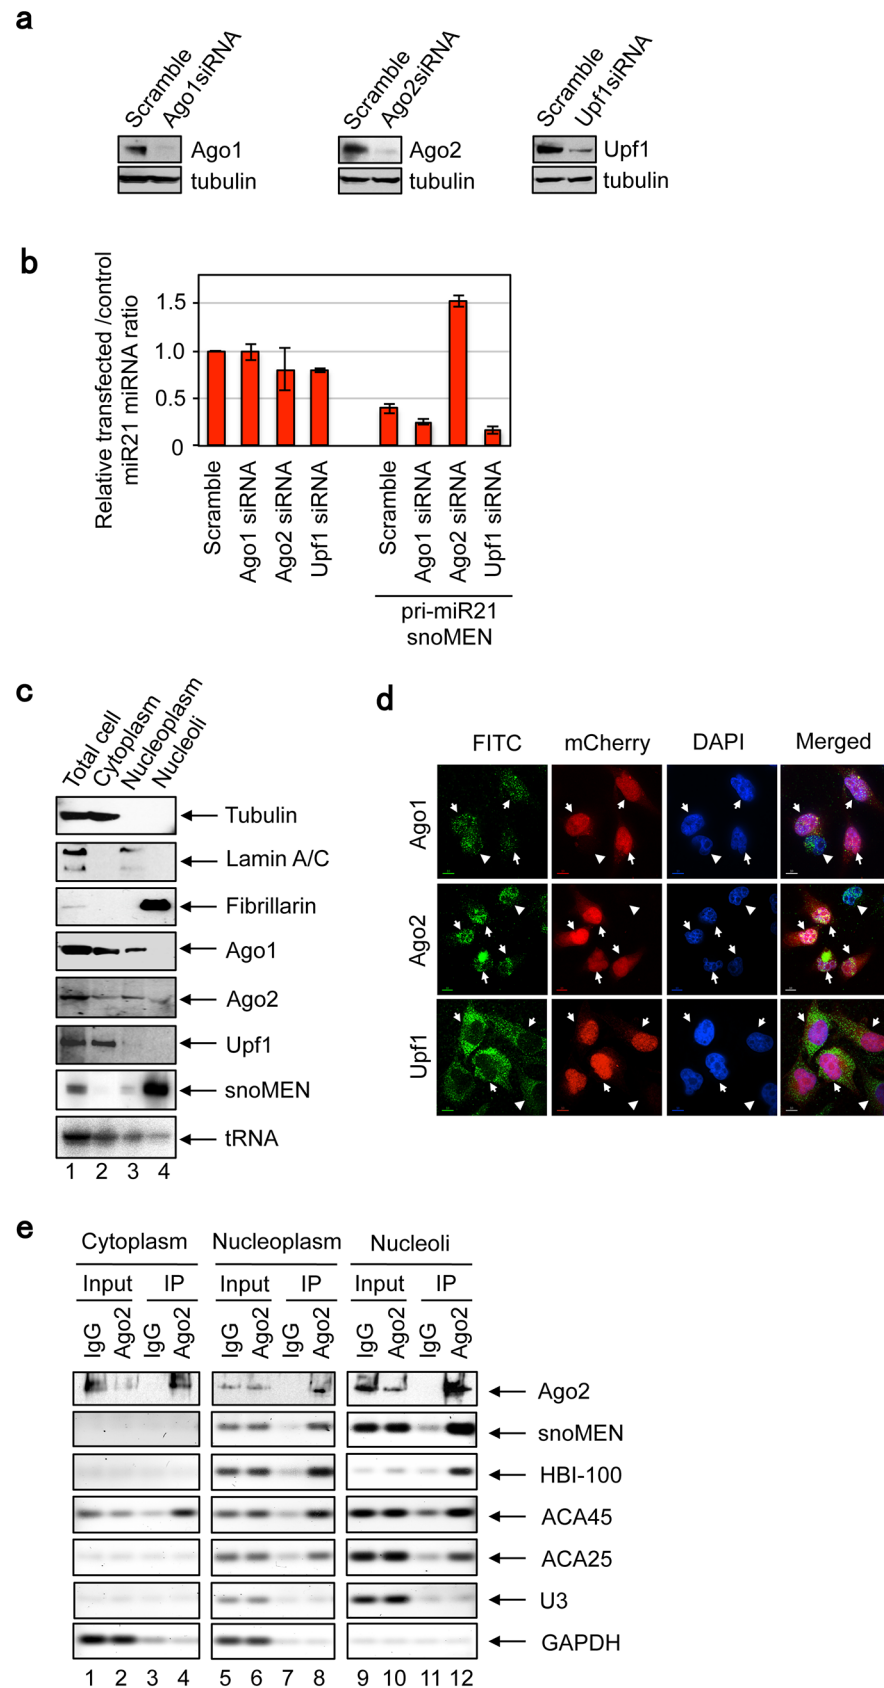 a
Scramble Ago1siRNA
Ago1
tubulin
Scramble Ago2siRNA
Ago2
tubulin
Scramble Upf1siRNA
Upf1
tubulin
b
Relative transfected /control
miR21 miRNA ratio
1.5
1.0
0.5
0
Scramble
Ago1 siRNA
Ago2 siRNA
Upf1 siRNA
Scramble
Ago1 siRNA
Ago2 siRNA
Upf1 siRNA
pri-miR21
snoMEN
c
Total cell
Cytoplasm
Nucleoplasm
Nucleoli
Tubulin
Lamin A/C
Fibrillarin
Ago1
Ago2
Upf1
snoMEN
tRNA
1 2 3 4
d
FITC mCherry DAPI Merged
Ago1
Ago2
Upf1
e
Cytoplasm Nucleoplasm Nucleoli
Input IP Input IP Input IP
IgG Ago2 IgG Ago2 IgG Ago2 IgG Ago2 IgG Ago2 IgG Ago2
Ago2
snoMEN
HBI-100
ACA45
ACA25
U3
GAPDH
1 2 3 4 5 6 7 8 9 10 11 12